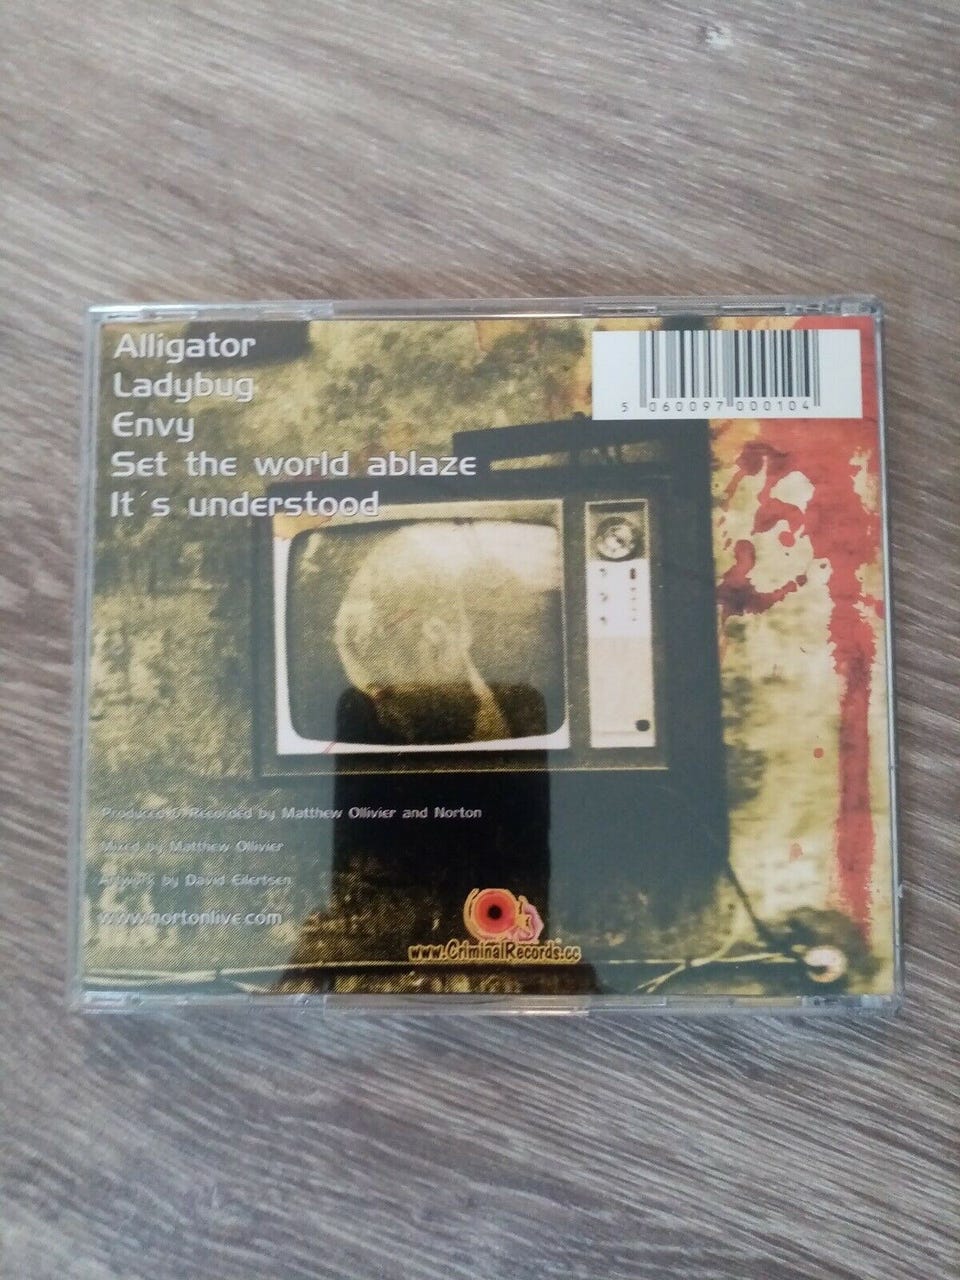 Alligator
Ladybug
Envy
Set the world ablaze
It´s understood
5 060097 000104
Produced & Recorded by Matthew Ollivier and Norton
Mixed by Matthew Ollivier
Artwork by David Eilertsen
www.nortonlive.com
www.CriminalRecords.cc